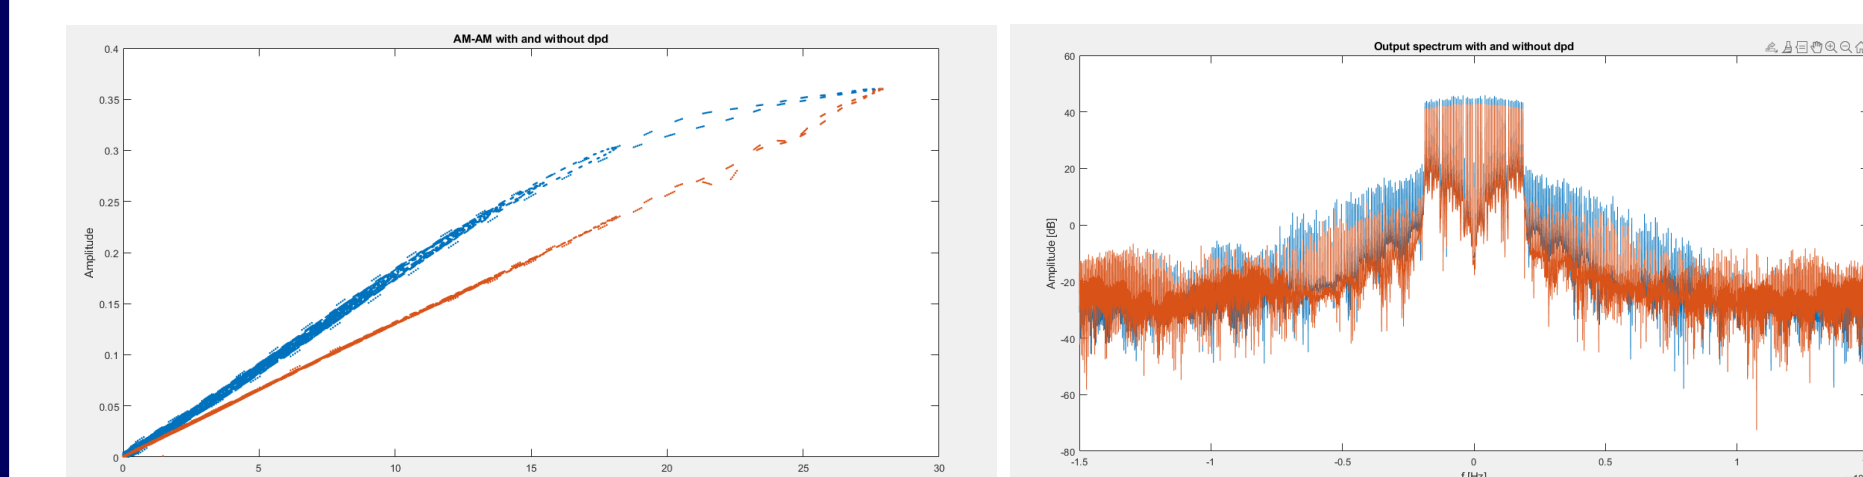 AM-AM with and without dpd
0.4
0.35
0.3
0.25
0.2
0.15
0.1
0.05
0
Amplitude
0 5 10 15 20 25 30
Output spectrum with and without dpd
60
40
20
0
-20
-40
-60
-80
Amplitude [dB]
-1.5 -1 -0.5 0 0.5 1
f [Hz]